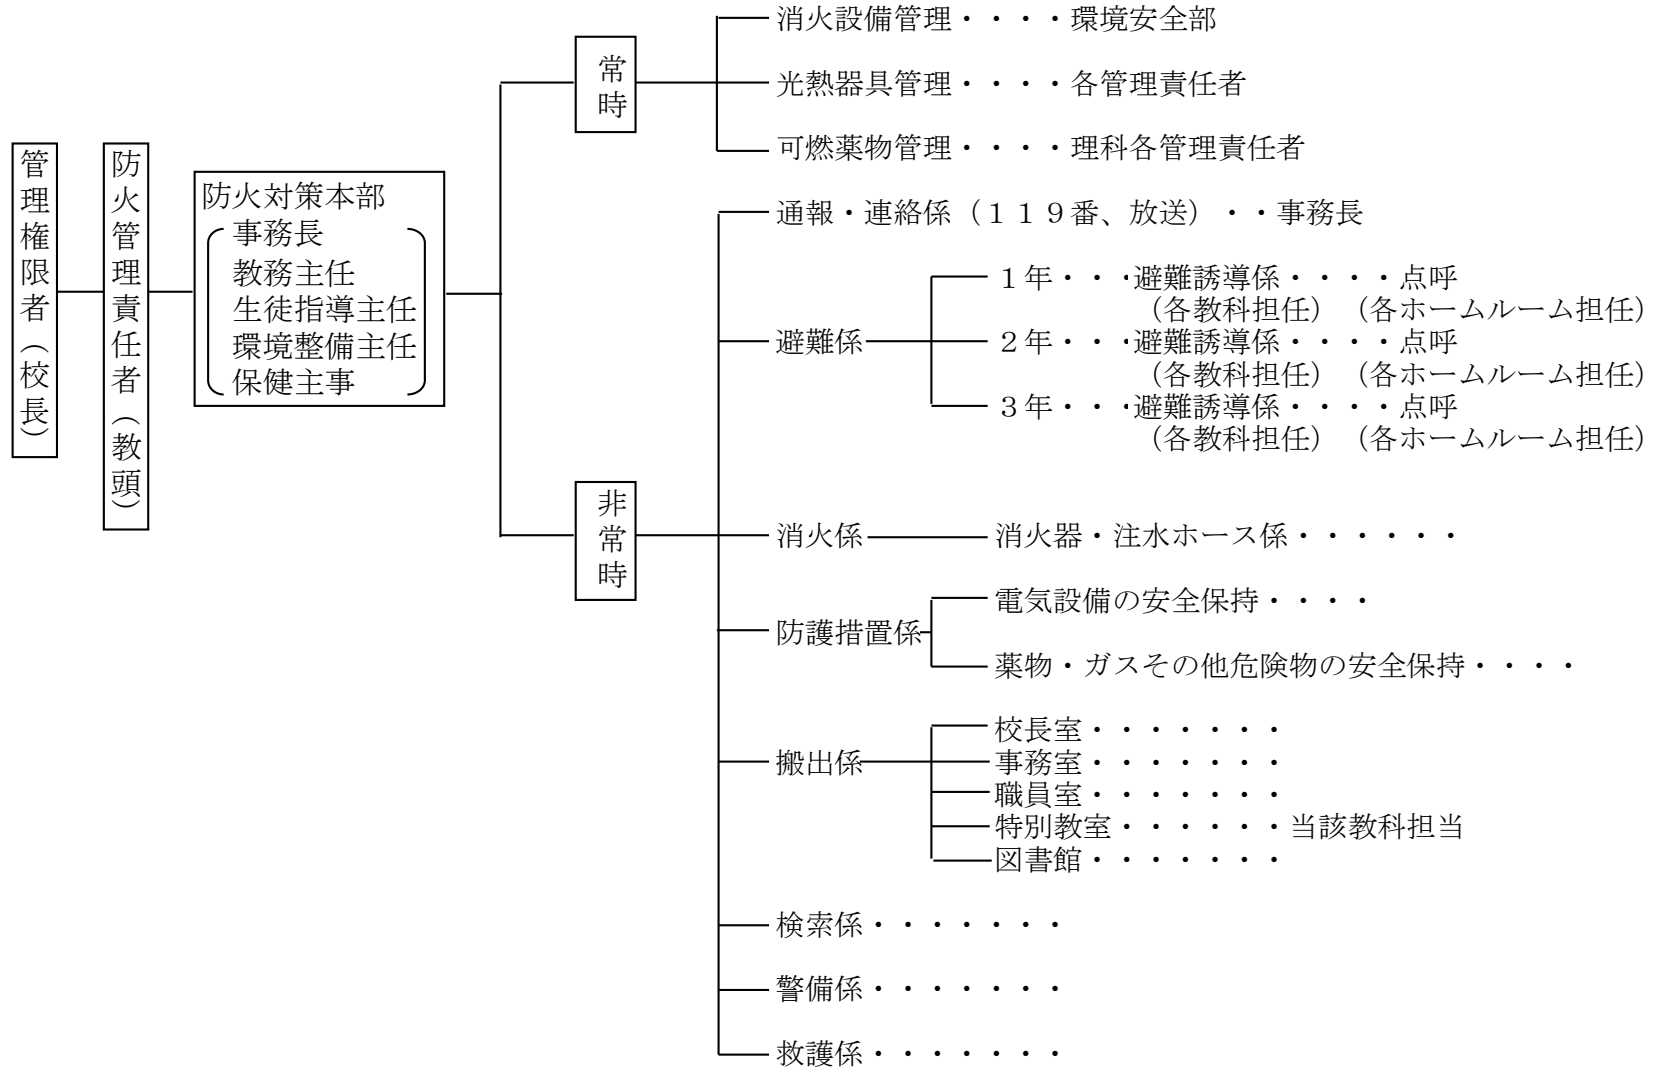 管理権限者（校長）
防火管理責任者（教頭）
防火対策本部
事務長
教務主任
生徒指導主任
環境整備主任
保健主事
常時
消火設備管理・・・・環境安全部
光熱器具管理・・・・各管理責任者
可燃薬物管理・・・・理科各管理責任者
非常時
通報・連絡係（１１９番、放送）・・事務長
避難係
１年・・・避難誘導係・・・・点呼
（各教科担任）（各ホームルーム担任）
２年・・・避難誘導係・・・・点呼
（各教科担任）（各ホームルーム担任）
３年・・・避難誘導係・・・・点呼
（各教科担任）（各ホームルーム担任）
消火係
消火器・注水ホース係・・・・・・
防護措置係
電気設備の安全保持・・・・
薬物・ガスその他危険物の安全保持・・・・
搬出係
校長室・・・・・・・
事務室・・・・・・・
職員室・・・・・・・
特別教室・・・・・・当該教科担当
図書館・・・・・・・
検索係・・・・・・・
警備係・・・・・・・
救護係・・・・・・・